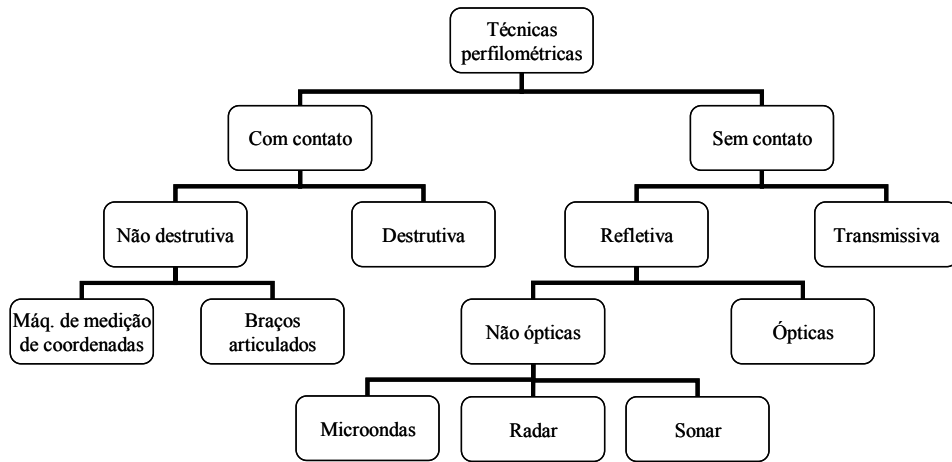 Técnicas
perfilométricas
Com contato
Sem contato
Não destrutiva
Destrutiva
Refletiva
Transmissiva
Máq. de medição
de coordenadas
Braços
articulados
Não ópticas
Ópticas
Microondas
Radar
Sonar